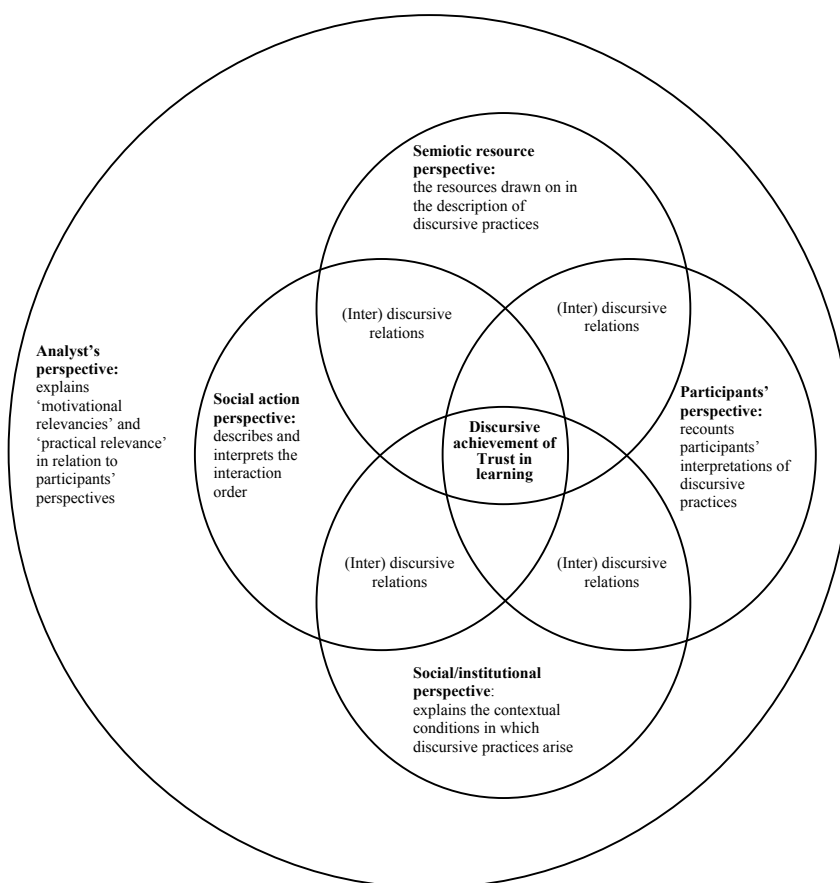 Semiotic resource
perspective:
the resources drawn on in
the description of
discursive practices
(Inter) discursive
relations
(Inter) discursive
relations
Analyst’s
perspective:
explains
‘motivational
relevancies’ and
‘practical relevance’
in relation to
participants’
perspectives
Social action
perspective:
describes and
interprets the
interaction
order
Discursive
achievement of
Trust in
learning
Participants’
perspective:
recounts
participants’
interpretations of
discursive
practices
(Inter) discursive
relations
(Inter) discursive
relations
Social/institutional
perspective:
explains the contextual
conditions in which
discursive practices arise